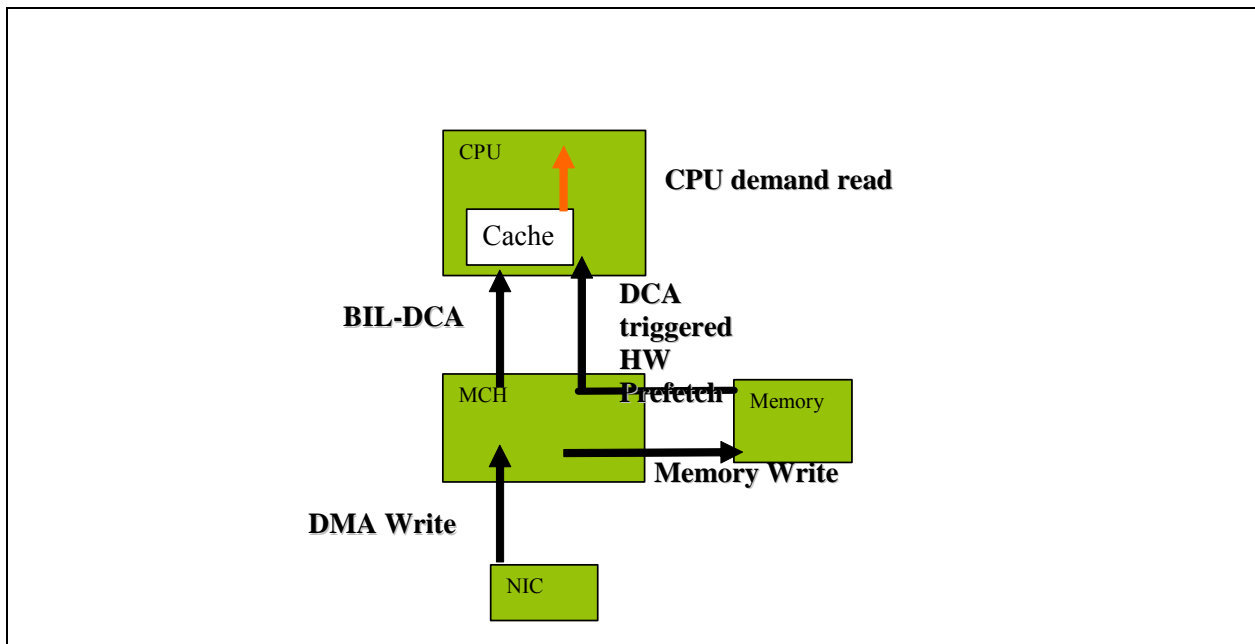 CPU
CPU demand read
Cache
BIL-DCA
DCA
triggered
HW
Prefetch
MCH
Memory
Memory Write
DMA Write
NIC